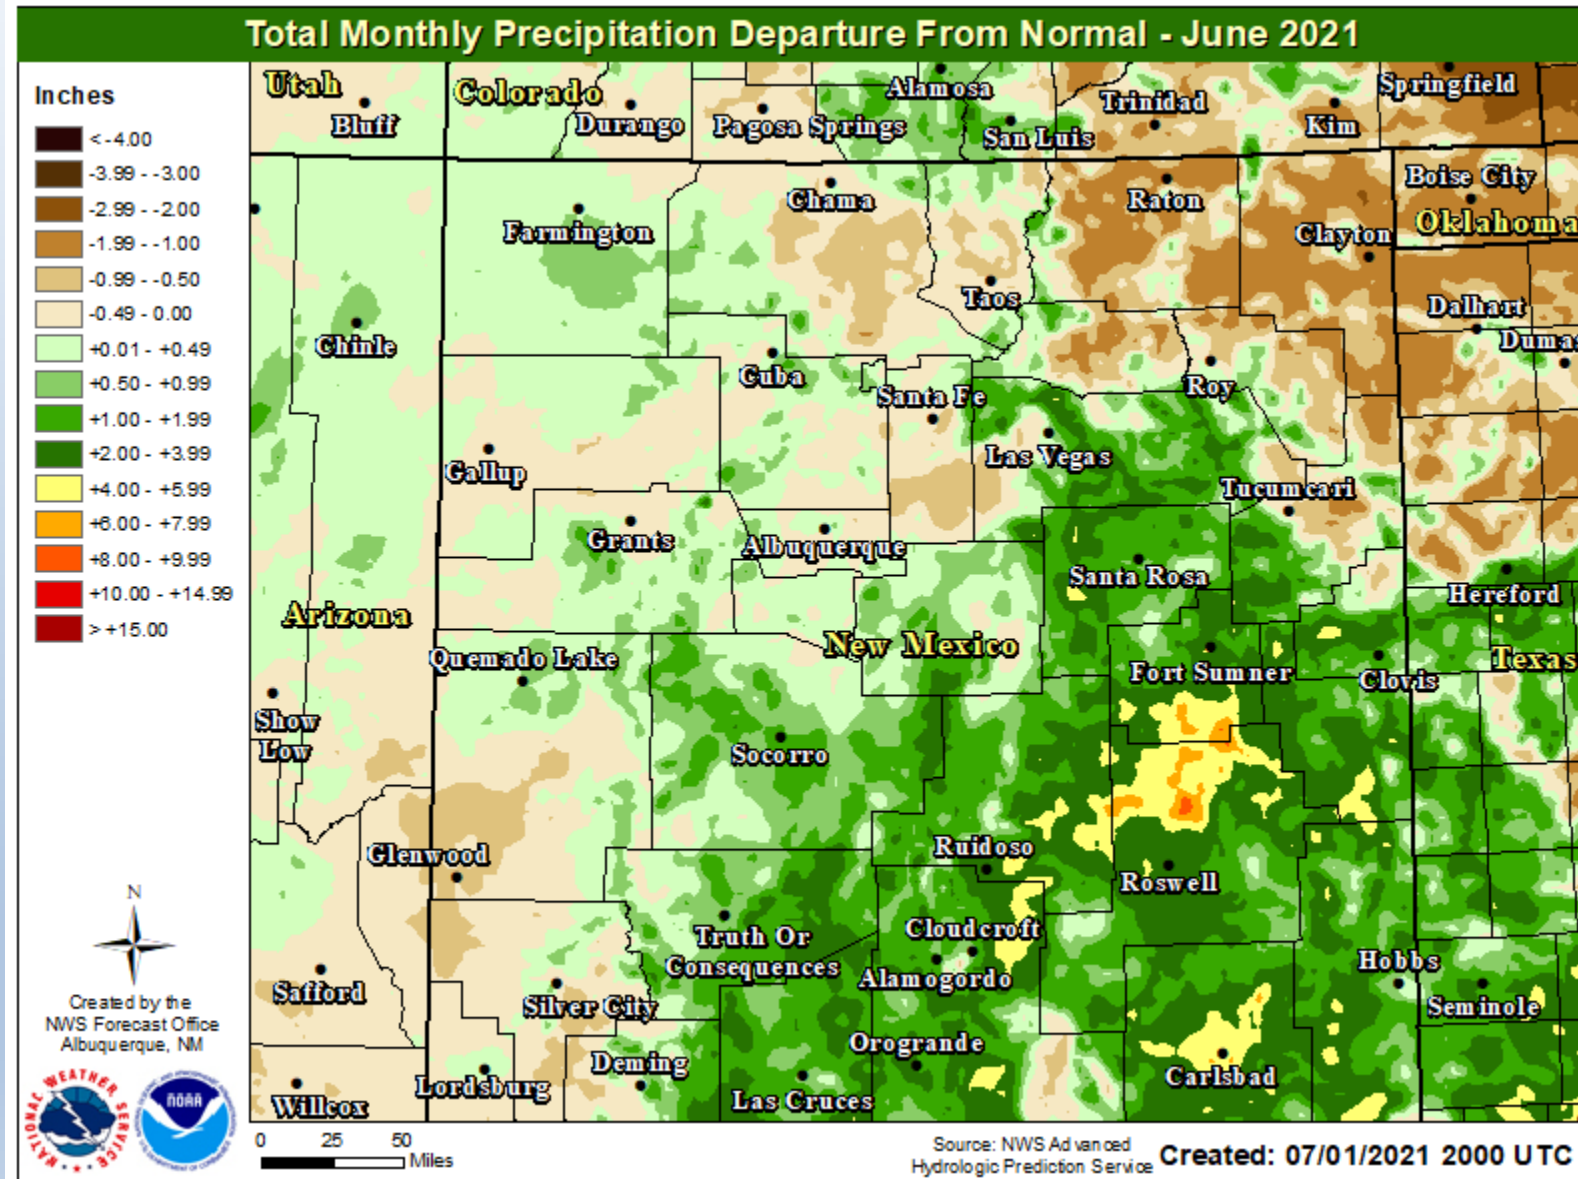 Total Monthly Precipitation Departure From Normal - June 2021
Inches
< -4.00
-3.99 - -3.00
-2.99 - -2.00
-1.99 - -1.00
-0.99 - -0.50
-0.49 - 0.00
+0.01 - +0.49
+0.50 - +0.99
+1.00 - +1.99
+2.00 - +3.99
+4.00 - +5.99
+6.00 - +7.99
+8.00 - +9.99
+10.00 - +14.99
> +15.00
Utah
Colorado
Alamosa
Springfield
Bluff
Durango
Pagosa Springs
San Luis
Trinidad
Kim
Chama
Raton
Boise City
Farmington
Clayton
Oklahoma
Taos
Dalhart
Chinle
Dumas
Cuba
Santa Fe
Roy
Gallup
Las Vegas
Tucumcari
Grants
Albuquerque
Santa Rosa
Hereford
Arizona
New Mexico
Quemado Lake
Fort Sumner
Clovis
Texas
Show
Low
Socorro
Glenwood
Ruidoso
Roswell
Truth Or
Consequences
Cloudcroft
Alamogordo
Hobbs
Safford
Silver City
Seminole
Orogrande
Deming
Carlsbad
Lordsburg
Las Cruces
Willcox
N
Created by the
NWS Forecast Office
Albuquerque, NM
NATIONAL WEATHER SERVICE
NOAA
0 25 50
Miles
Source: NWS Advanced
Hydrologic Prediction Service
Created: 07/01/2021 2000 UTC